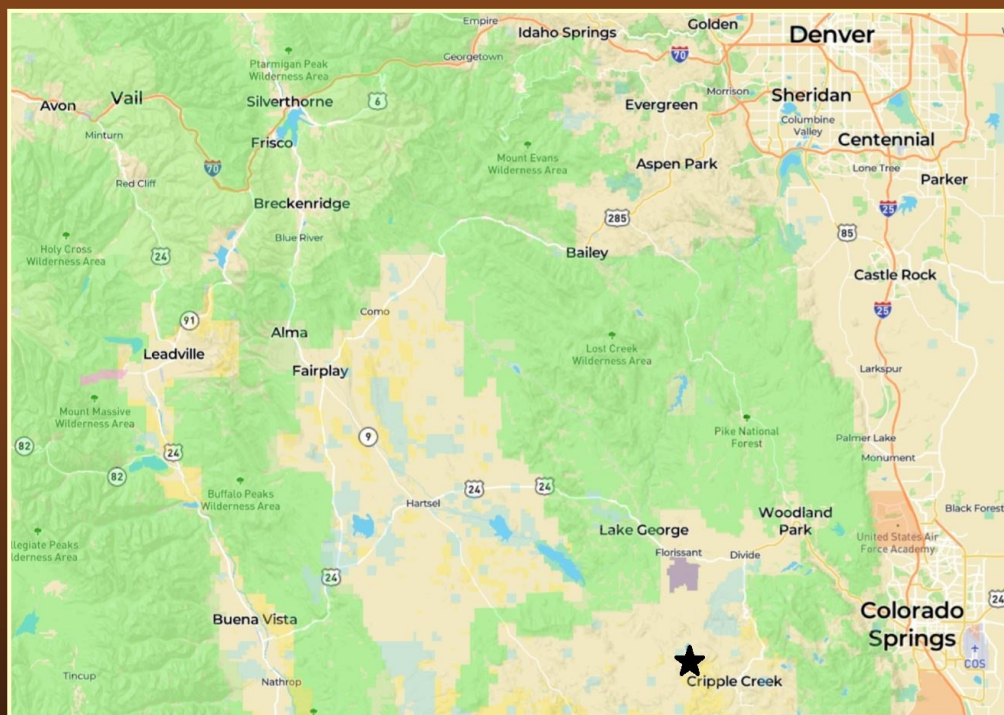 Empire
Idaho Springs
Golden
Denver
Georgetown
70
Ptarmigan Peak
Wilderness Area
Avon
Vail
Silverthorne
6
Evergreen
Morrison
Sheridan
Columbine
Valley
Minturn
Frisco
Centennial
70
Mount Evans
Wilderness Area
Aspen Park
Lone Tree
Parker
Red Cliff
Breckenridge
285
25
Blue River
85
Holy Cross
Wilderness Area
24
Bailey
Castle Rock
Como
25
91
Alma
Leadville
Lost Creek
Wilderness Area
Fairplay
Larkspur
Mount Massive
Wilderness Area
Pike National
Forest
9
Palmer Lake
82
24
Monument
82
24
24
Buffalo Peaks
Wilderness Area
Hartsel
Woodland
Park
Black Forest
Lake George
United States Air
Force Academy
llegiate Peaks
lderness Area
Florissant
Divide
24
24
Buena Vista
Colorado
Springs
COS
Tincup
Nathrop
Cripple Creek